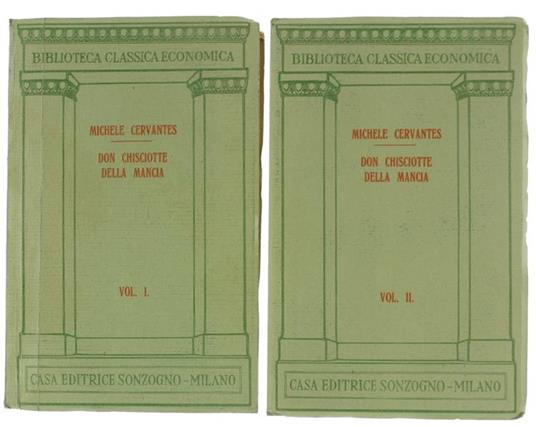 BIBLIOTECA CLASSICA ECONOMICA
MICHELE CERVANTES
DON CHISCIOTTE
DELLA MANCIA
VOL. I.
CASA EDITRICE SONZOGNO-MILANO
BIBLIOTECA CLASSICA ECONOMICA
MICHELE CERVANTES
DON CHISCIOTTE
DELLA MANCIA
VOL. II.
CASA EDITRICE SONZOGNO-MILANO